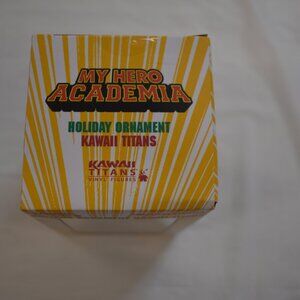 MY HERO
ACADEMIA
HOLIDAY ORNAMENT
KAWAII TITANS
KAWAII
TITANS
VINYL FIGURES